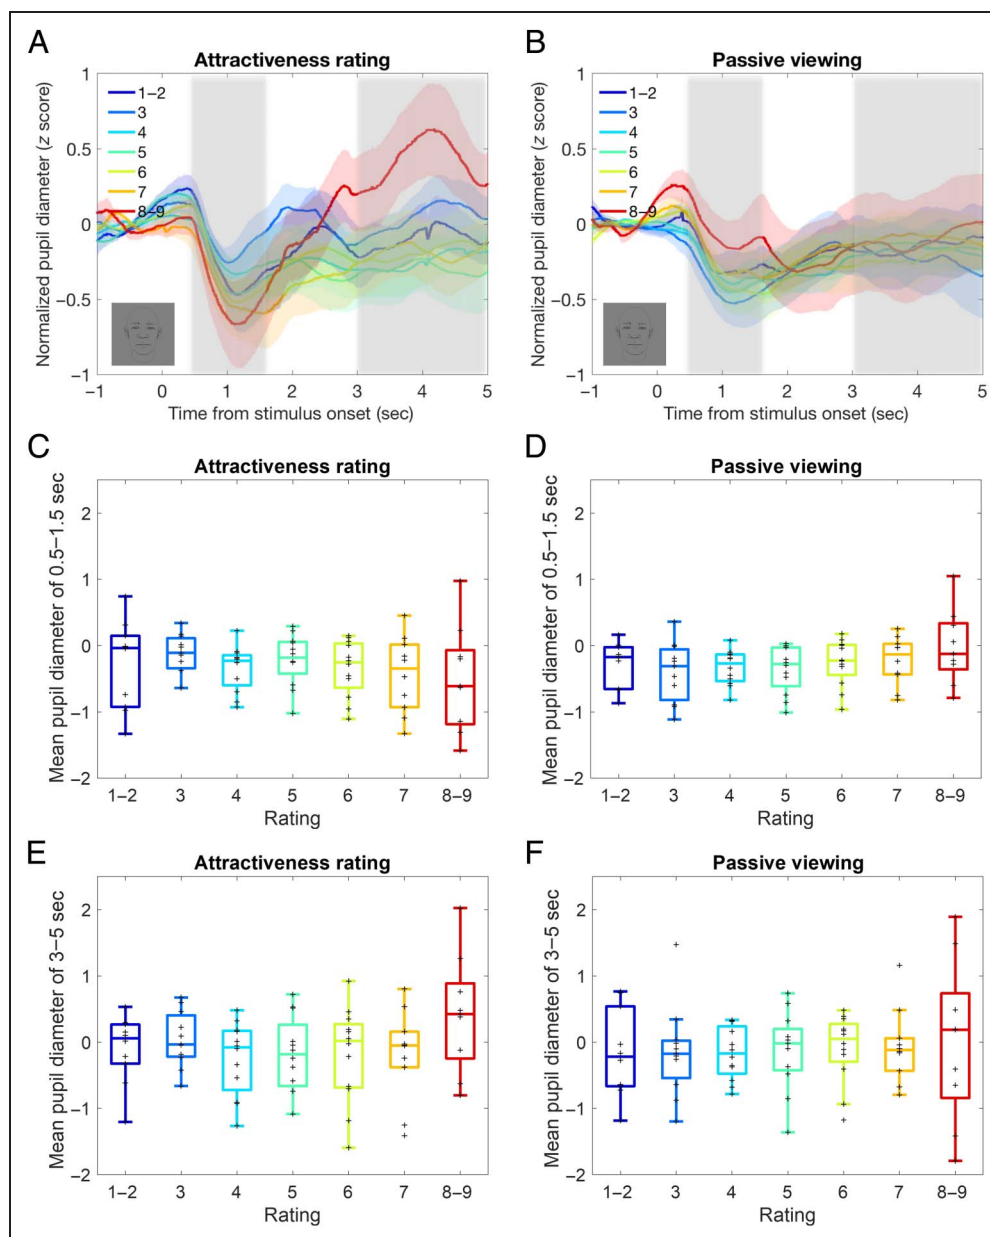 A
Attractiveness rating
Normalized pupil diameter (z score)
1
0.5
0
−0.5
−1
1–2
3
4
5
6
7
8–9
−1 0 1 2 3 4 5
Time from stimulus onset (sec)
B
Passive viewing
Normalized pupil diameter (z score)
1
0.5
0
−0.5
−1
1–2
3
4
5
6
7
8–9
−1 0 1 2 3 4 5
Time from stimulus onset (sec)
C
Attractiveness rating
Mean pupil diameter of 0.5–1.5 sec
2
1
0
−1
−2
1–2 3 4 5 6 7 8–9
Rating
D
Passive viewing
Mean pupil diameter of 0.5–1.5 sec
2
1
0
−1
−2
1–2 3 4 5 6 7 8–9
Rating
E
Attractiveness rating
Mean pupil diameter of 3–5 sec
2
1
0
−1
−2
1–2 3 4 5 6 7 8–9
Rating
F
Passive viewing
Mean pupil diameter of 3–5 sec
2
1
0
−1
−2
1–2 3 4 5 6 7 8–9
Rating